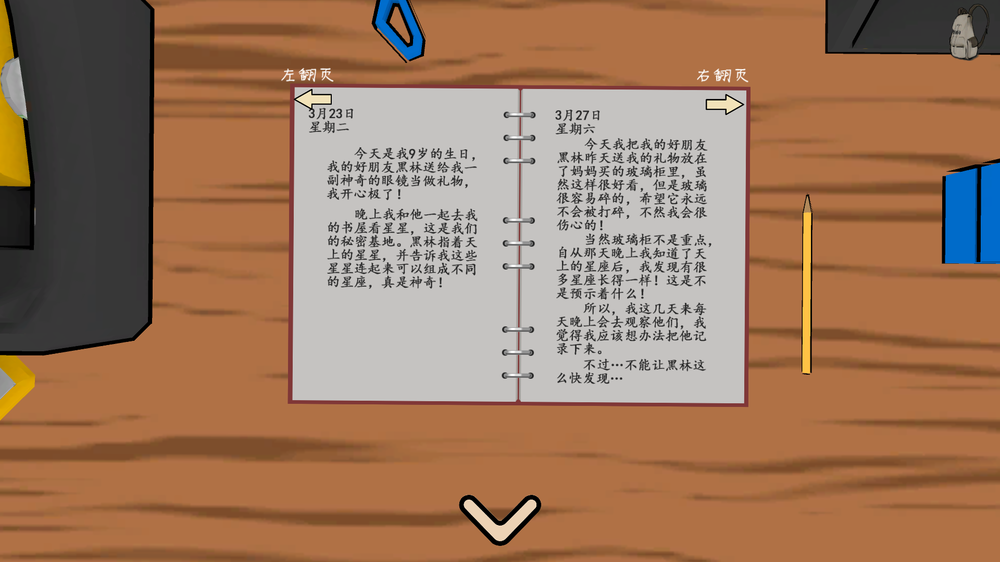 左翻页
右翻页
3月23日
星期二
今天是我9岁的生日，
我的好朋友黑林送给我一
副神奇的眼镜当做礼物，
我开心极了！
晚上我和他一起去我
的书屋看星星，这是我们
的秘密基地。黑林指着天
上的星星，并告诉我这些
星星连起来可以组成不同
的星座，真是神奇！
3月27日
星期六
今天我把我的好朋友
黑林昨天送我的礼物放在
了妈妈买的玻璃柜里，虽
然这样很好看，但是玻璃
很容易碎的，希望它永远
不会被打碎，不然我会很
伤心的！
当然玻璃柜不是重点，
自从那天晚上我知道了天
上的星座后，我发现有很
多星座长得一样！这是不
是预示着什么！
所以，我这几天来每
天晚上会去观察他们，我
觉得我应该想办法把他记
录下来。
不过…不能让黑林这
么快发现…